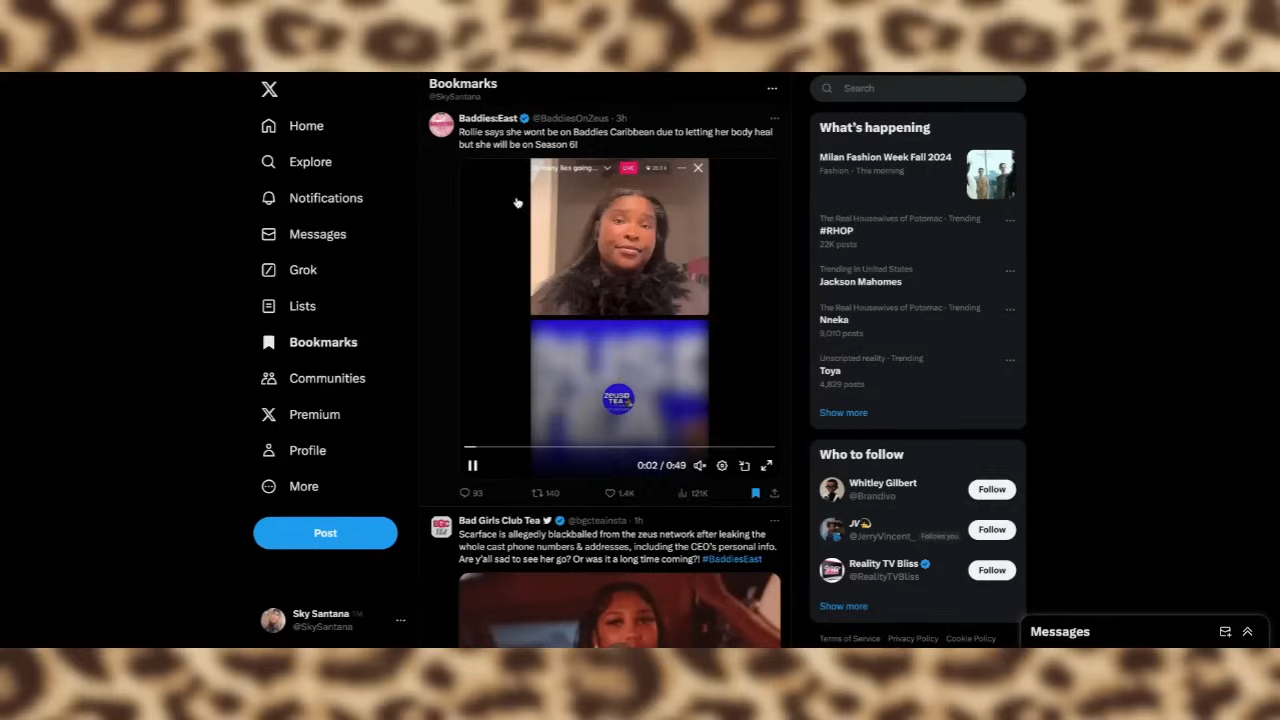 Home
Explore
Notifications
Messages
Grok
Lists
Bookmarks
Communities
Premium
Profile
More
Post
Sky Santana
@SkySantana
Bookmarks
@SkySantana
Baddies:East @BaddiesOnZeus · 3h
Rollie says she wont be on Baddies Caribbean due to letting her body heal
but she will be on Season 6!
many lies going...
LIVE
ZEUS
TEA
0:02 / 0:49
93
140
1.4K
121K
Bad Girls Club Tea @bgcteainsta · 1h
Scarface is allegedly blackballed from the zeus network after leaking the
whole cast phone numbers & addresses, including the CEO's personal info.
Are y'all sad to see her go? Or was it a long time coming?! #BaddiesEast
Search
What's happening
Milan Fashion Week Fall 2024
Fashion · This morning
The Real Housewives of Potomac · Trending
#RHOP
22K posts
Trending in United States
Jackson Mahomes
The Real Housewives of Potomac · Trending
Nneka
3,010 posts
Unscripted reality · Trending
Toya
4,829 posts
Show more
Who to follow
Whitley Gilbert
@Brandivo
Follow
JV
@JerryVincent_ Follows you
Follow
Reality TV Bliss
@RealityTVBliss
Follow
Show more
Terms of Service Privacy Policy Cookie Policy
Messages